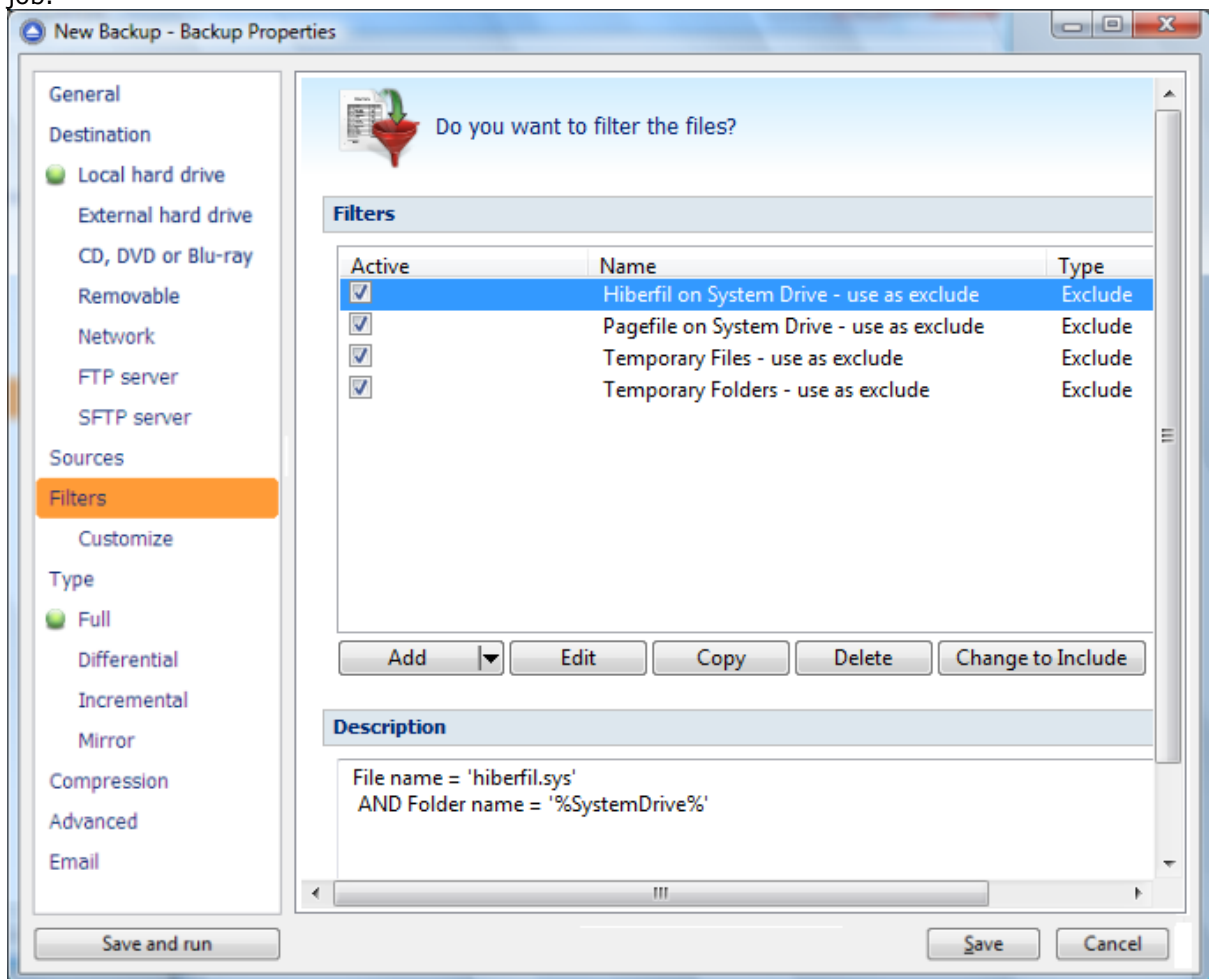 job.
New Backup - Backup Properties
General
Destination
Local hard drive
External hard drive
CD, DVD or Blu-ray
Removable
Network
FTP server
SFTP server
Sources
Filters
Customize
Type
Full
Differential
Incremental
Mirror
Compression
Advanced
Email
Do you want to filter the files?
Filters
Active Name Type
Hiberfil on System Drive - use as exclude Exclude
Pagefile on System Drive - use as exclude Exclude
Temporary Files - use as exclude Exclude
Temporary Folders - use as exclude Exclude
Add Edit Copy Delete Change to Include
Description
File name = 'hiberfil.sys'
AND Folder name = '%SystemDrive%'
Save and run Save Cancel